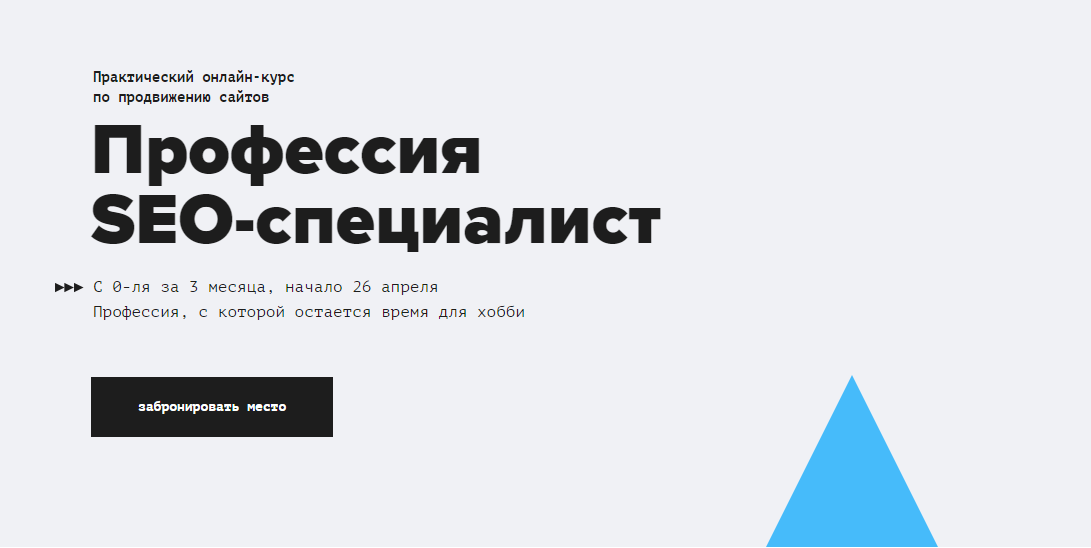 Практический онлайн-курс
по продвижению сайтов
Профессия
SEO-специалист
▶▶▶ С 0-ля за 3 месяца, начало 26 апреля
Профессия, с которой остается время для хобби
забронировать место